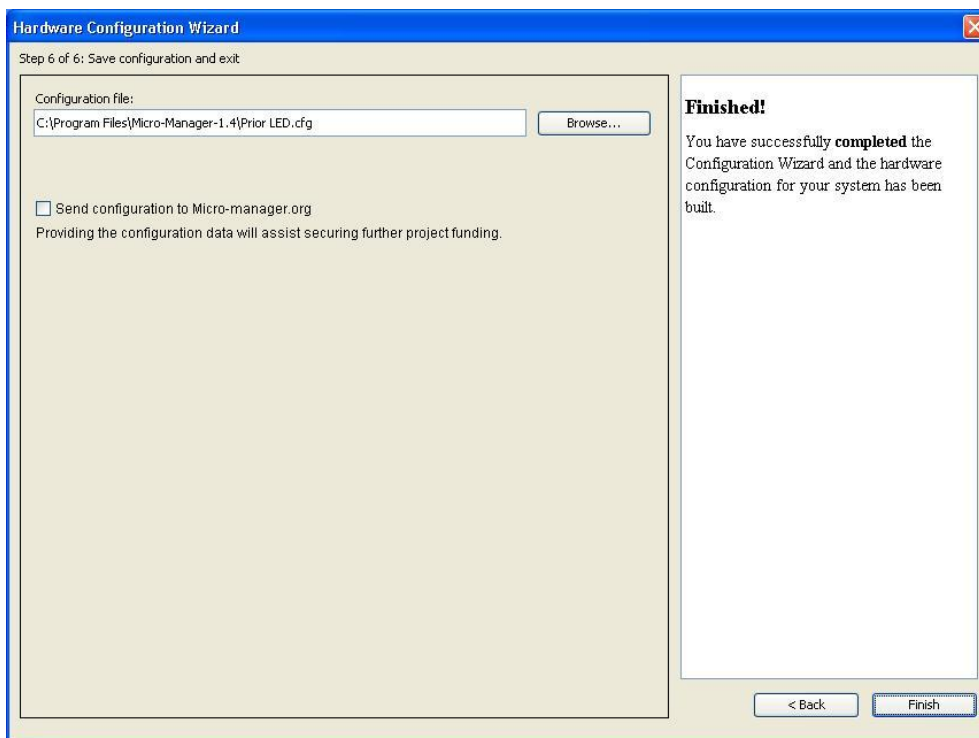 Hardware Configuration Wizard
Step 6 of 6: Save configuration and exit
Configuration file:
C:\Program Files\Micro-Manager-1.4\Prior LED.cfg
Browse...
Send configuration to Micro-manager.org
Providing the configuration data will assist securing further project funding.
Finished!
You have successfully completed the
Configuration Wizard and the hardware
configuration for your system has been
built.
< Back
Finish